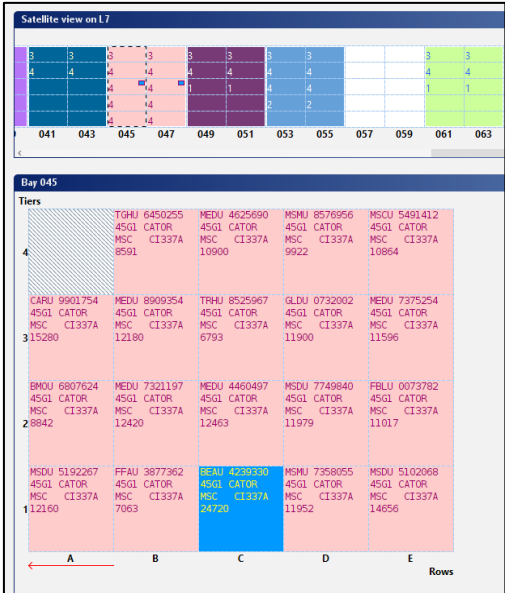 Satellite view on L7
3 3 3 3 3 3 3 3 3 3
4 4 4 4 4 4 4 4 4 4
4 4 1 1 4 4 1 1
4 4 2 2
4 4
041 043 045 047 049 051 053 055 057 059 061 063
Bay 045
Tiers
TGHU 6450255 MEDU 4625690 MSMU 8576956 MSCU 5491412
45G1 CATOR 45G1 CATOR 45G1 CATOR 45G1 CATOR
MSC CI337A MSC CI337A MSC CI337A MSC CI337A
4 8591 10900 9922 10864
CARU 9901754 MEDU 8909354 TRHU 8525967 GLDU 0732002 MEDU 7375254
45G1 CATOR 45G1 CATOR 45G1 CATOR 45G1 CATOR 45G1 CATOR
MSC CI337A MSC CI337A MSC CI337A MSC CI337A MSC CI337A
3 15280 12180 6793 11900 11596
BMOU 6807624 MEDU 7321197 MEDU 4460497 MSDU 7749840 FBLU 0073782
45G1 CATOR 45G1 CATOR 45G1 CATOR 45G1 CATOR 45G1 CATOR
MSC CI337A MSC CI337A MSC CI337A MSC CI337A MSC CI337A
2 8842 12420 12463 11979 11017
MSDU 5192267 FFAU 3877362 BEAU 4239330 MSMU 7358055 MSDU 5102068
45G1 CATOR 45G1 CATOR 45G1 CATOR 45G1 CATOR 45G1 CATOR
MSC CI337A MSC CI337A MSC CI337A MSC CI337A MSC CI337A
1 12160 7063 24720 11952 14656
A B C D E
Rows